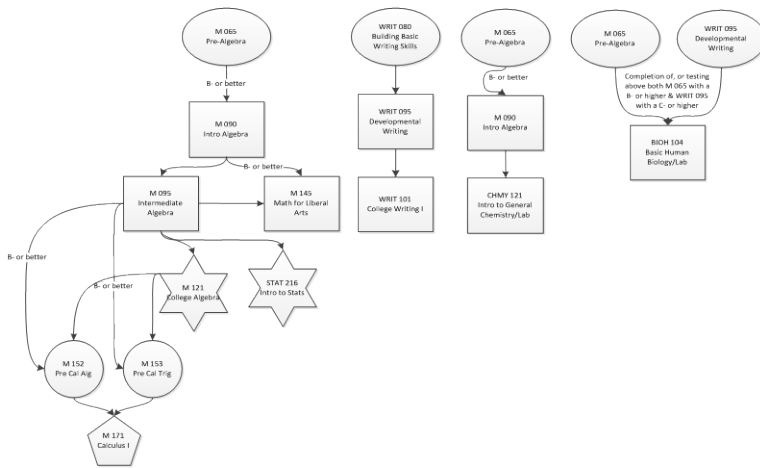 M 065
Pre-Algebra
WRIT 080
Building Basic
Writing Skills
M 065
Pre-Algebra
M 065
Pre-Algebra
WRIT 095
Developmental
Writing
B- or better
B- or better
Completion of, or testing
above both M 065 with a
B- or higher & WRIT 095
with a C- or higher
M 090
Intro Algebra
WRIT 095
Developmental
Writing
M 090
Intro Algebra
BIOH 104
Basic Human
Biology/Lab
B- or better
M 095
Intermediate
Algebra
M 145
Math for Liberal
Arts
WRIT 101
College Writing I
CHMY 121
Intro to General
Chemistry/Lab
B- or better
B- or better
M 121
College Algebra
STAT 216
Intro to Stats
M 152
Pre Cal Alg
M 153
Pre Cal Trig
M 171
Calculus I